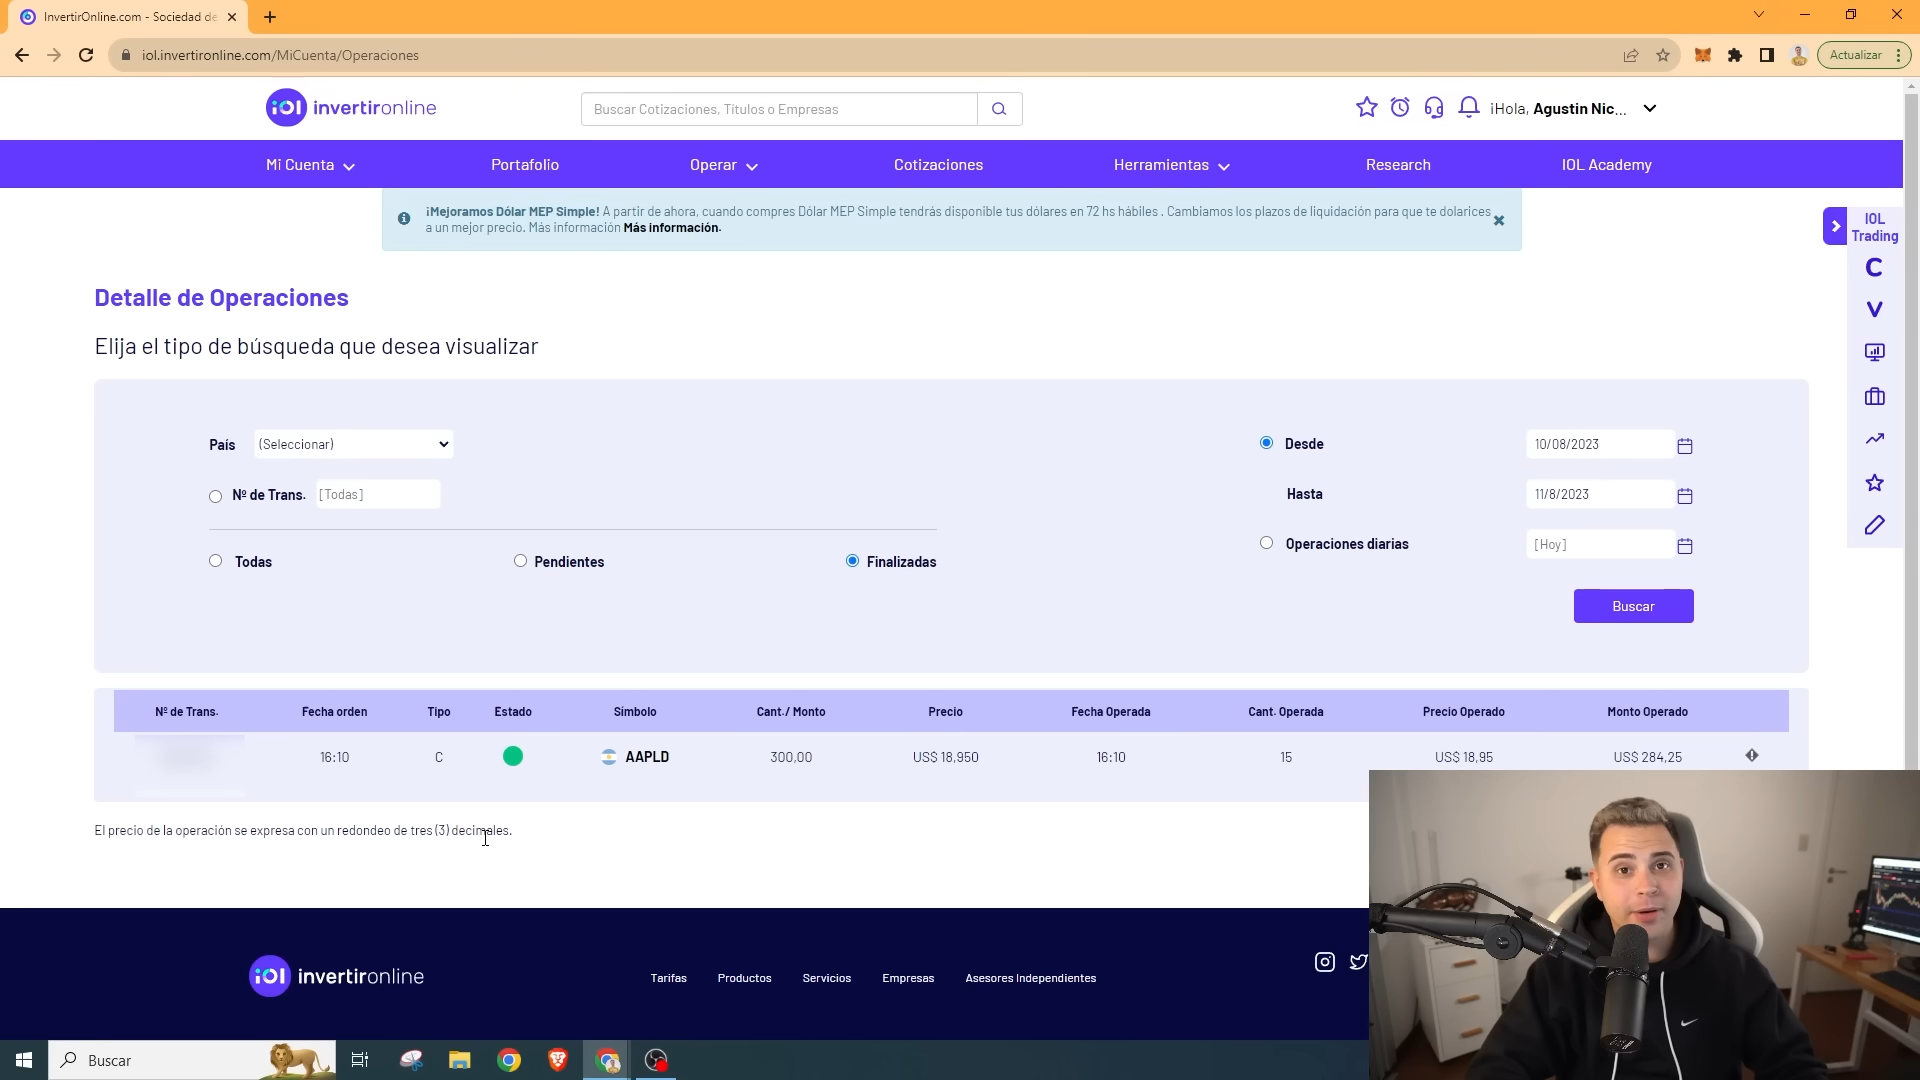 InvertirOnline.com - Sociedad de
iol.invertironline.com/MiCuenta/Operaciones
Actualizar
iol invertironline
Buscar Cotizaciones, Títulos o Empresas
¡Hola, Agustin Nic...
Mi Cuenta
Portafolio
Operar
Cotizaciones
Herramientas
Research
IOL Academy
¡Mejoramos Dólar MEP Simple! A partir de ahora, cuando compres Dólar MEP Simple tendrás disponible tus dólares en 72 hs hábiles . Cambiamos los plazos de liquidación para que te dolarices
a un mejor precio. Más información Más información.
IOL
Trading
C
V
Detalle de Operaciones
Elija el tipo de búsqueda que desea visualizar
País (Seleccionar)
Desde 10/08/2023
Nº de Trans. [Todas]
Hasta 11/8/2023
Operaciones diarias [Hoy]
Todas Pendientes Finalizadas
Buscar
Nº de Trans. Fecha orden Tipo Estado Símbolo Cant./ Monto Precio Fecha Operada Cant. Operada Precio Operado Monto Operado
16:10 C AAPLD 300,00 US$ 18,950 16:10 15 US$ 18,95 US$ 284,25
El precio de la operación se expresa con un redondeo de tres (3) decimales.
iol invertironline
Tarifas Productos Servicios Empresas Asesores Independientes
Buscar